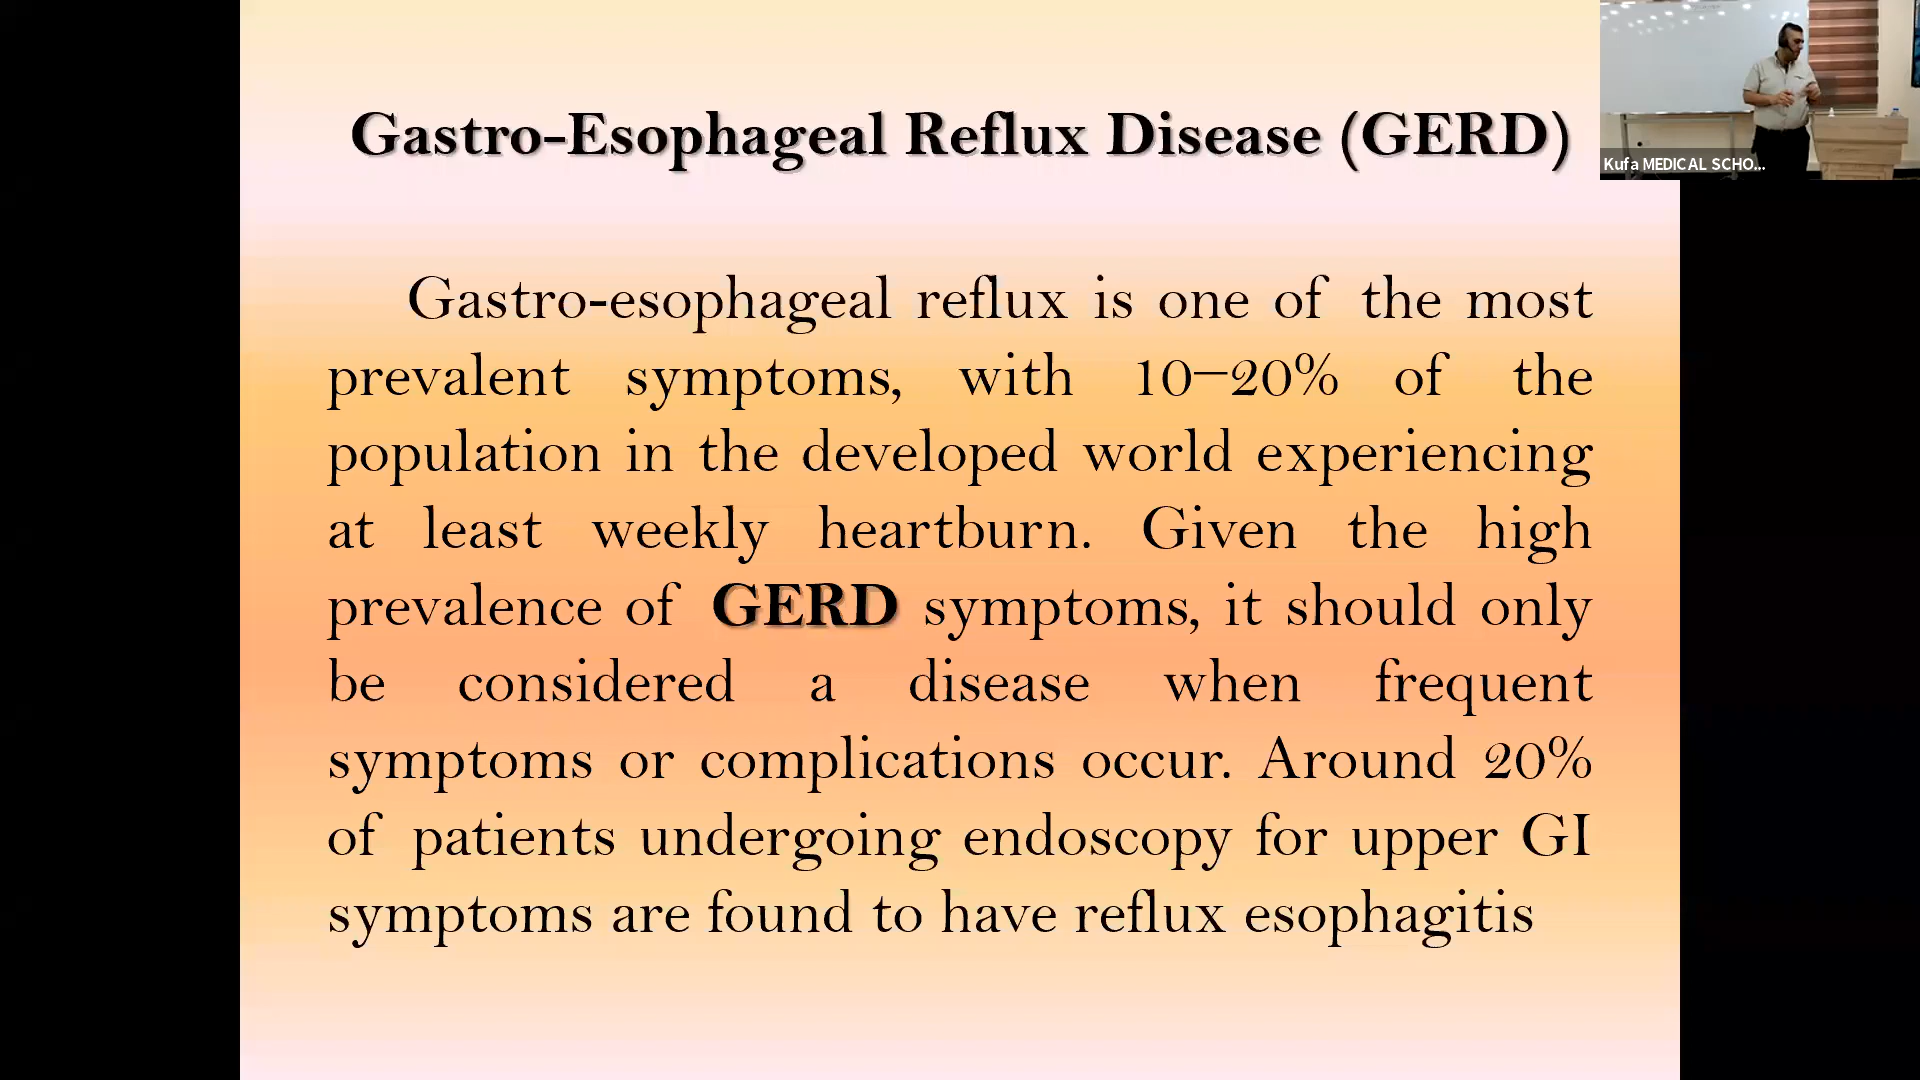 Gastro-Esophageal Reflux Disease (GERD)
Kufa MEDICAL SCHO...
Gastro-esophageal reflux is one of the most
prevalent symptoms, with 10–20% of the
population in the developed world experiencing
at least weekly heartburn. Given the high
prevalence of GERD symptoms, it should only
be considered a disease when frequent
symptoms or complications occur. Around 20%
of patients undergoing endoscopy for upper GI
symptoms are found to have reflux esophagitis